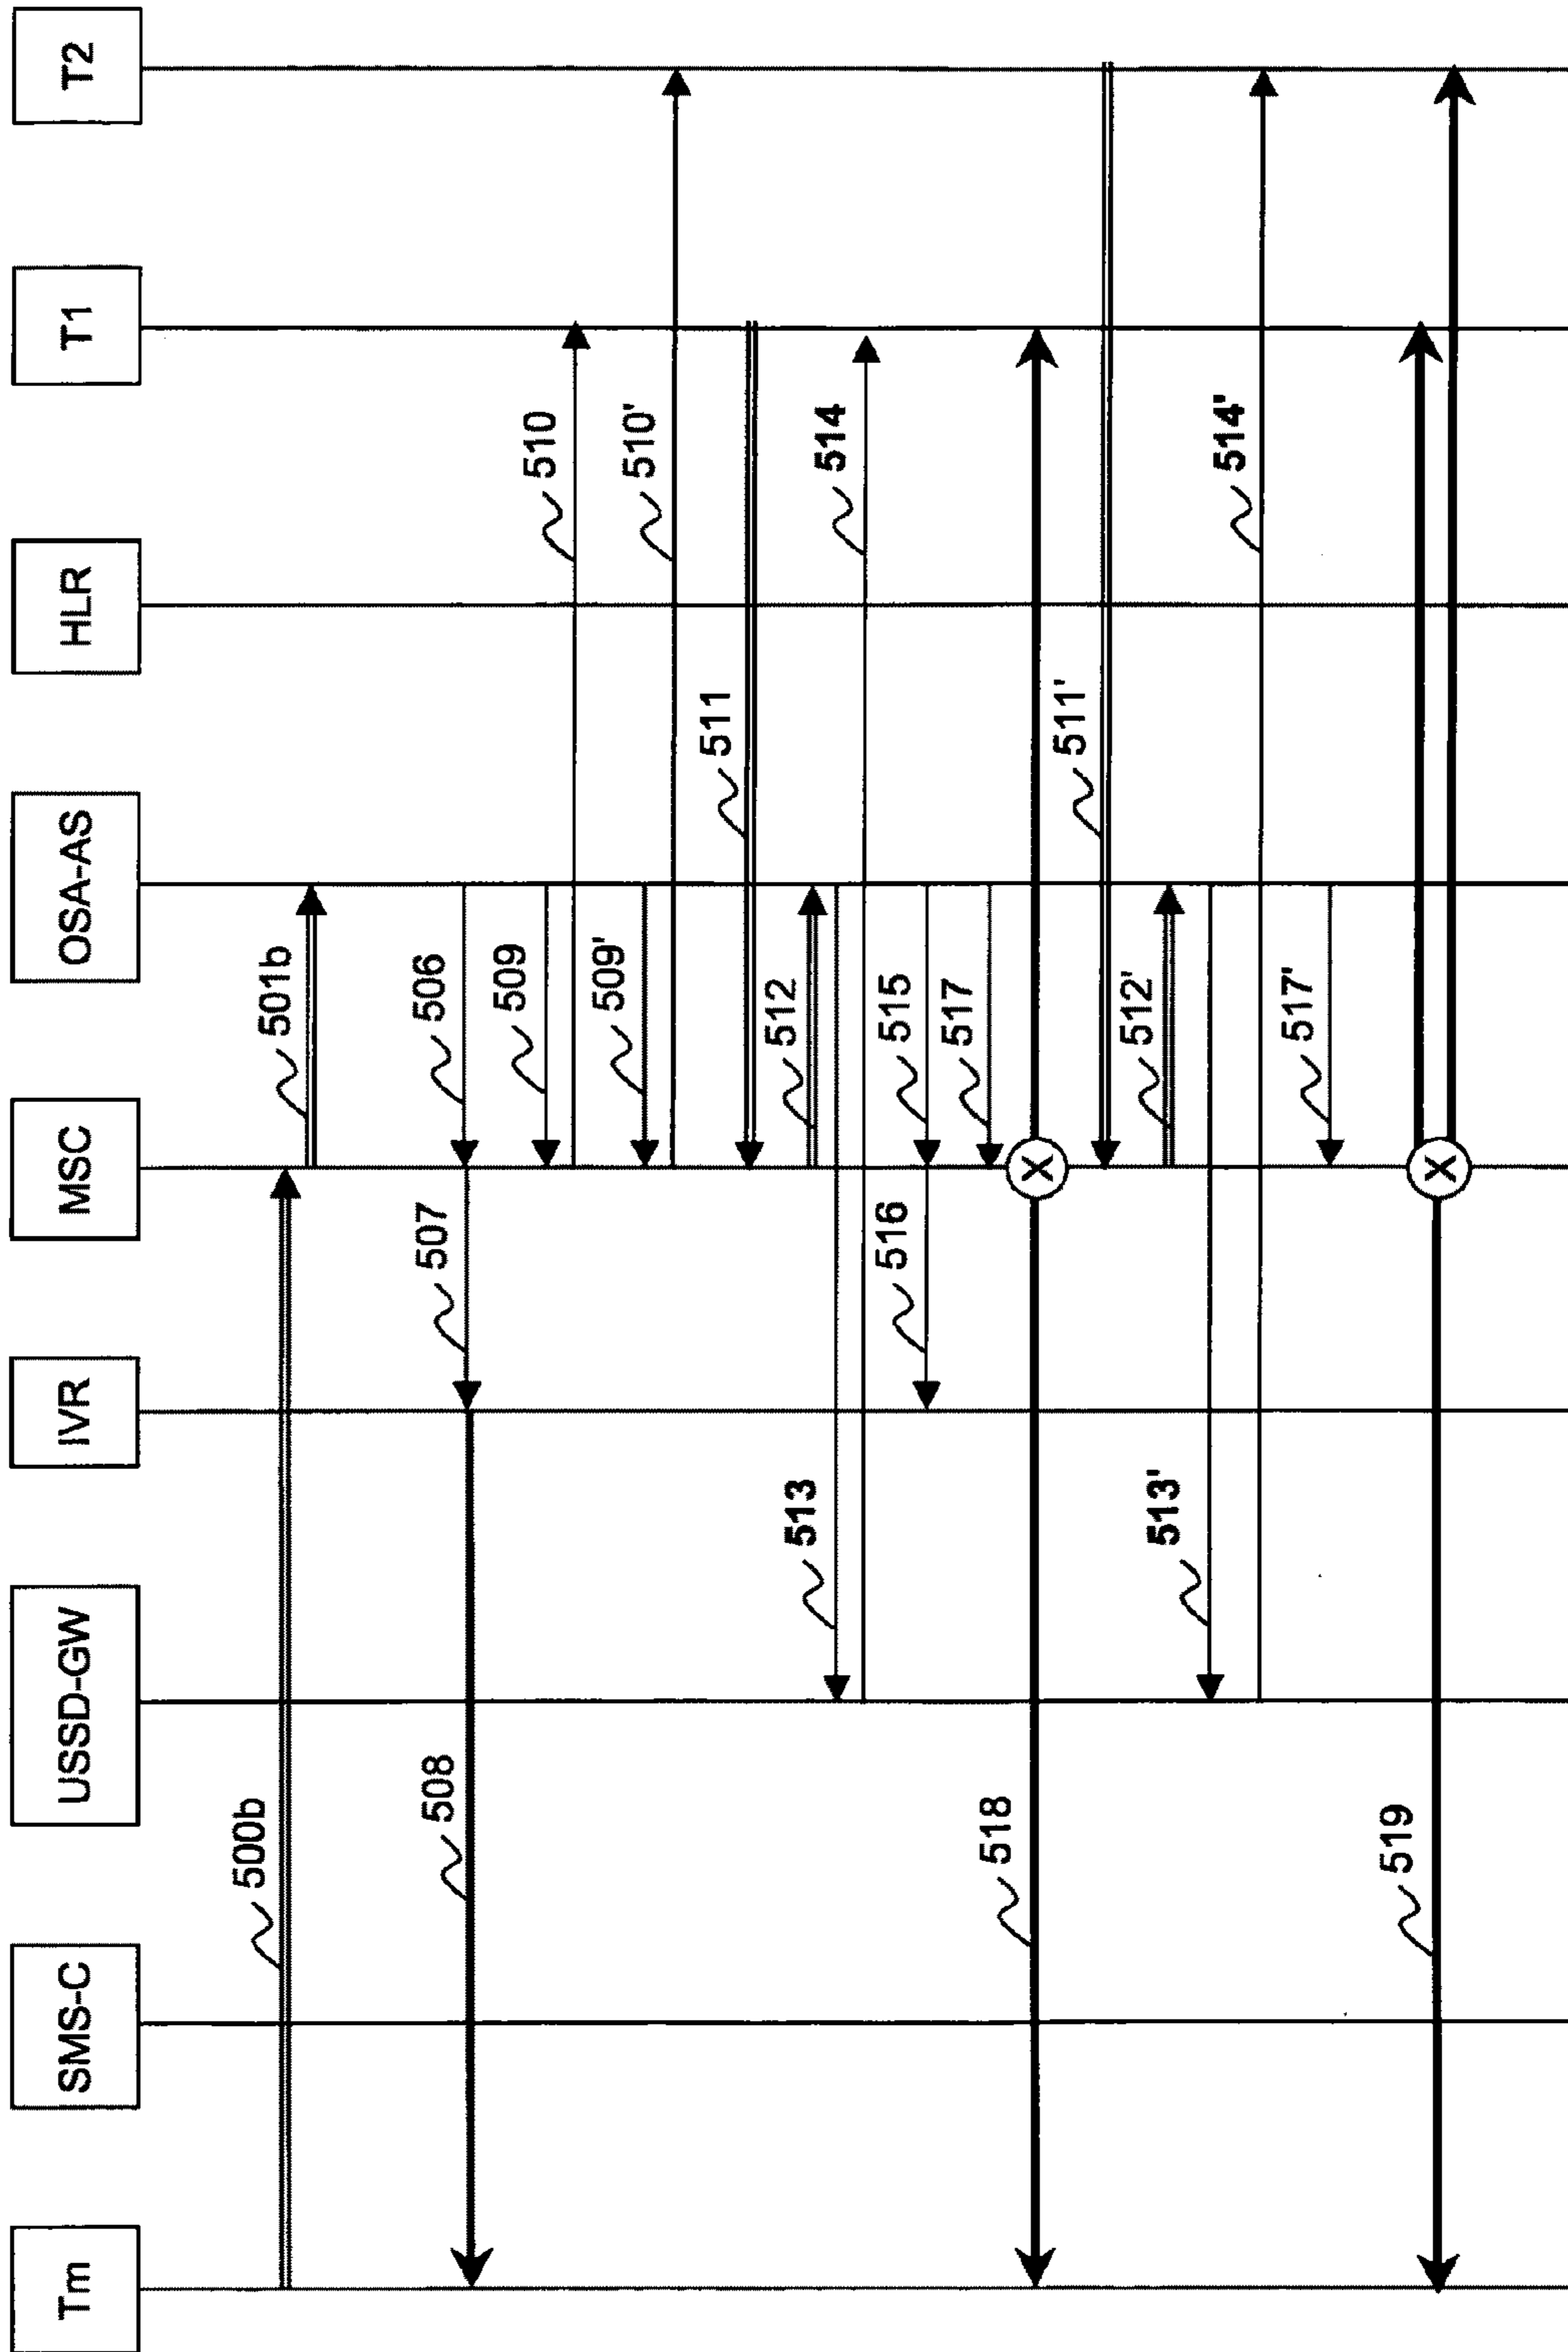 Tm
SMS-C
USSD-GW
IVR
MSC
OSA-AS
HLR
T1
T2
500b
501b
506
507
508
509
510
509'
510'
511
512
513
514
515
516
517
518
511'
512'
513'
514'
517'
519
X
X